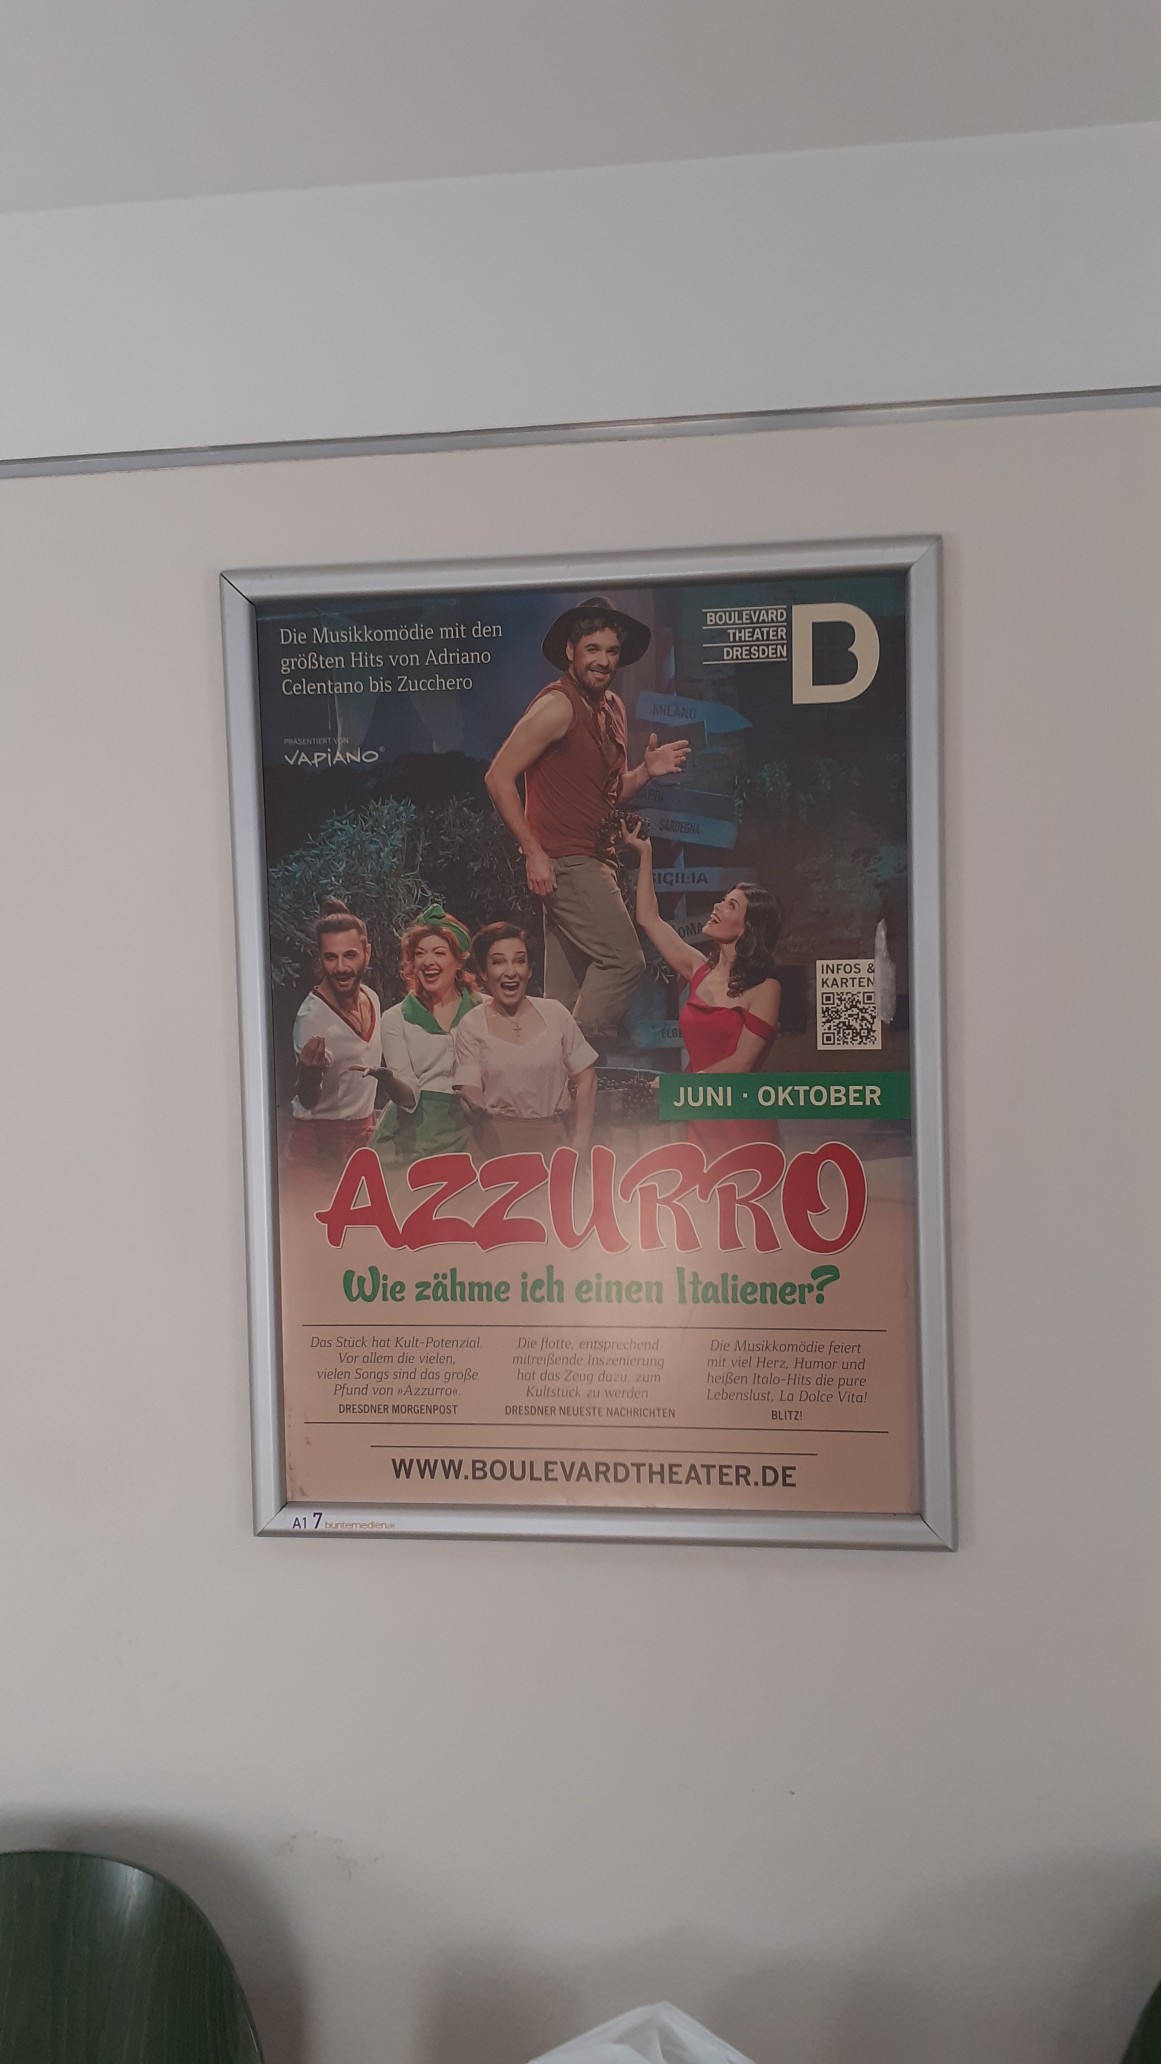 Die Musikkomödie mit den
größten Hits von Adriano
Celentano bis Zucchero
PRÄSENTIERT VON
VAPIANO®
BOULEVARD
THEATER
DRESDEN
B
MILANO
SARDEGNA
SICILIA
INFOS &
KARTEN
JUNI · OKTOBER
AZZURRO
Wie zähme ich einen Italiener?
Das Stück hat Kult-Potenzial.
Vor allem die vielen,
vielen Songs sind das große
Pfund von »Azzurro«.
DRESDNER MORGENPOST
Die flotte, entsprechend
mitreißende Inszenierung
hat das Zeug dazu, zum
Kultstück zu werden.
DRESDNER NEUESTE NACHRICHTEN
Die Musikkomödie feiert
mit viel Herz, Humor und
heißen Italo-Hits die pure
Lebenslust, La Dolce Vita!
BLITZ!
WWW.BOULEVARDTHEATER.DE
A1 7 buntemedien.de